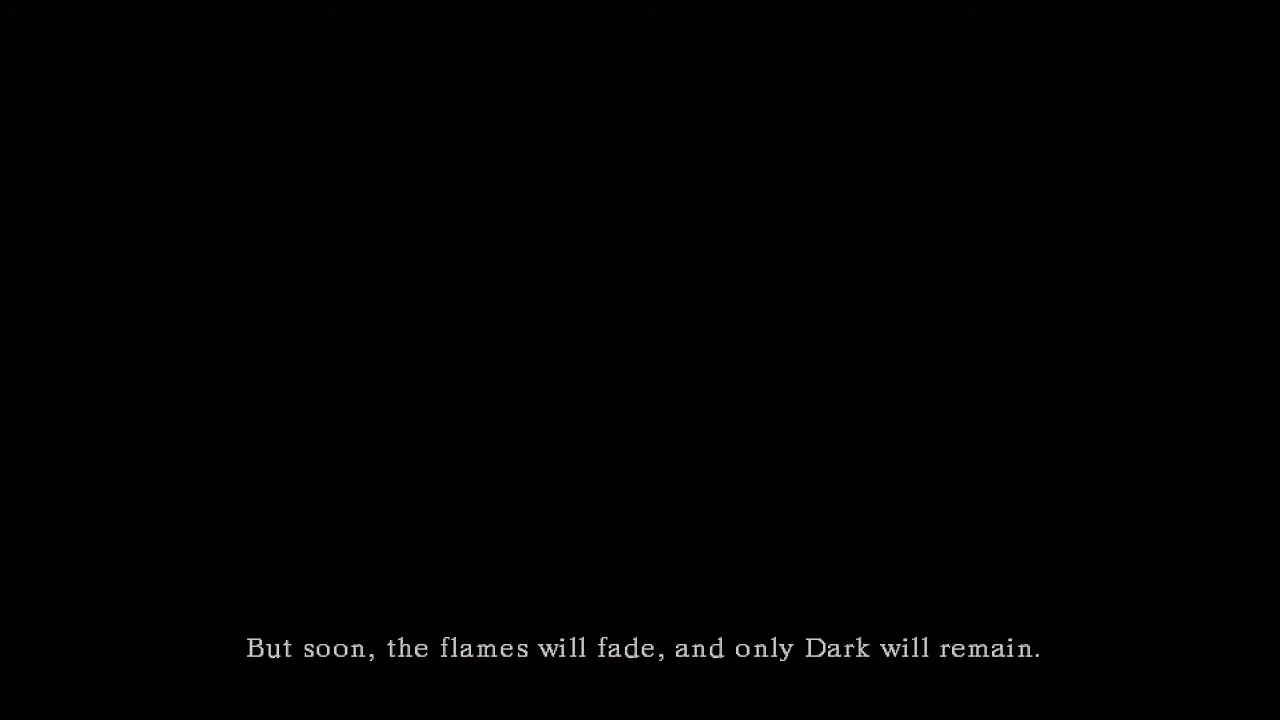 But soon, the flames will fade, and only Dark will remain.